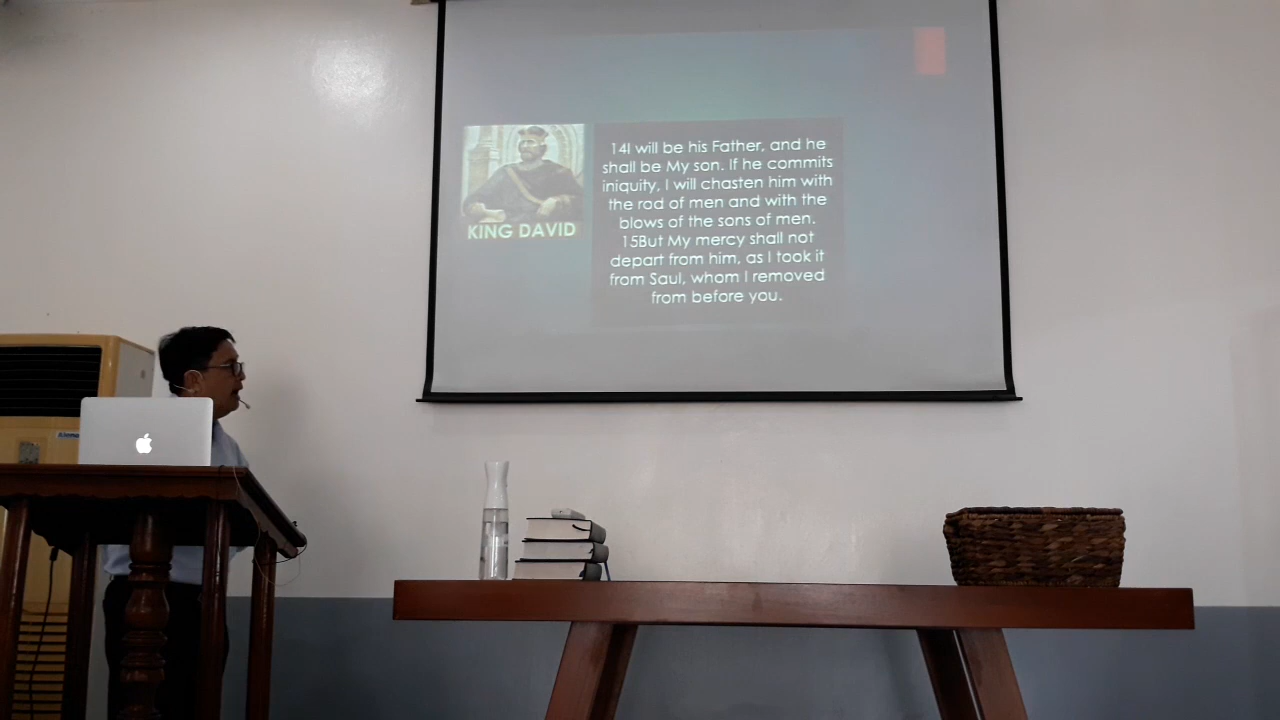 14I will be his Father, and he
shall be My son. If he commits
iniquity, I will chasten him with
the rod of men and with the
blows of the sons of men.
15But My mercy shall not
depart from him, as I took it
from Saul, whom I removed
from before you.
KING DAVID